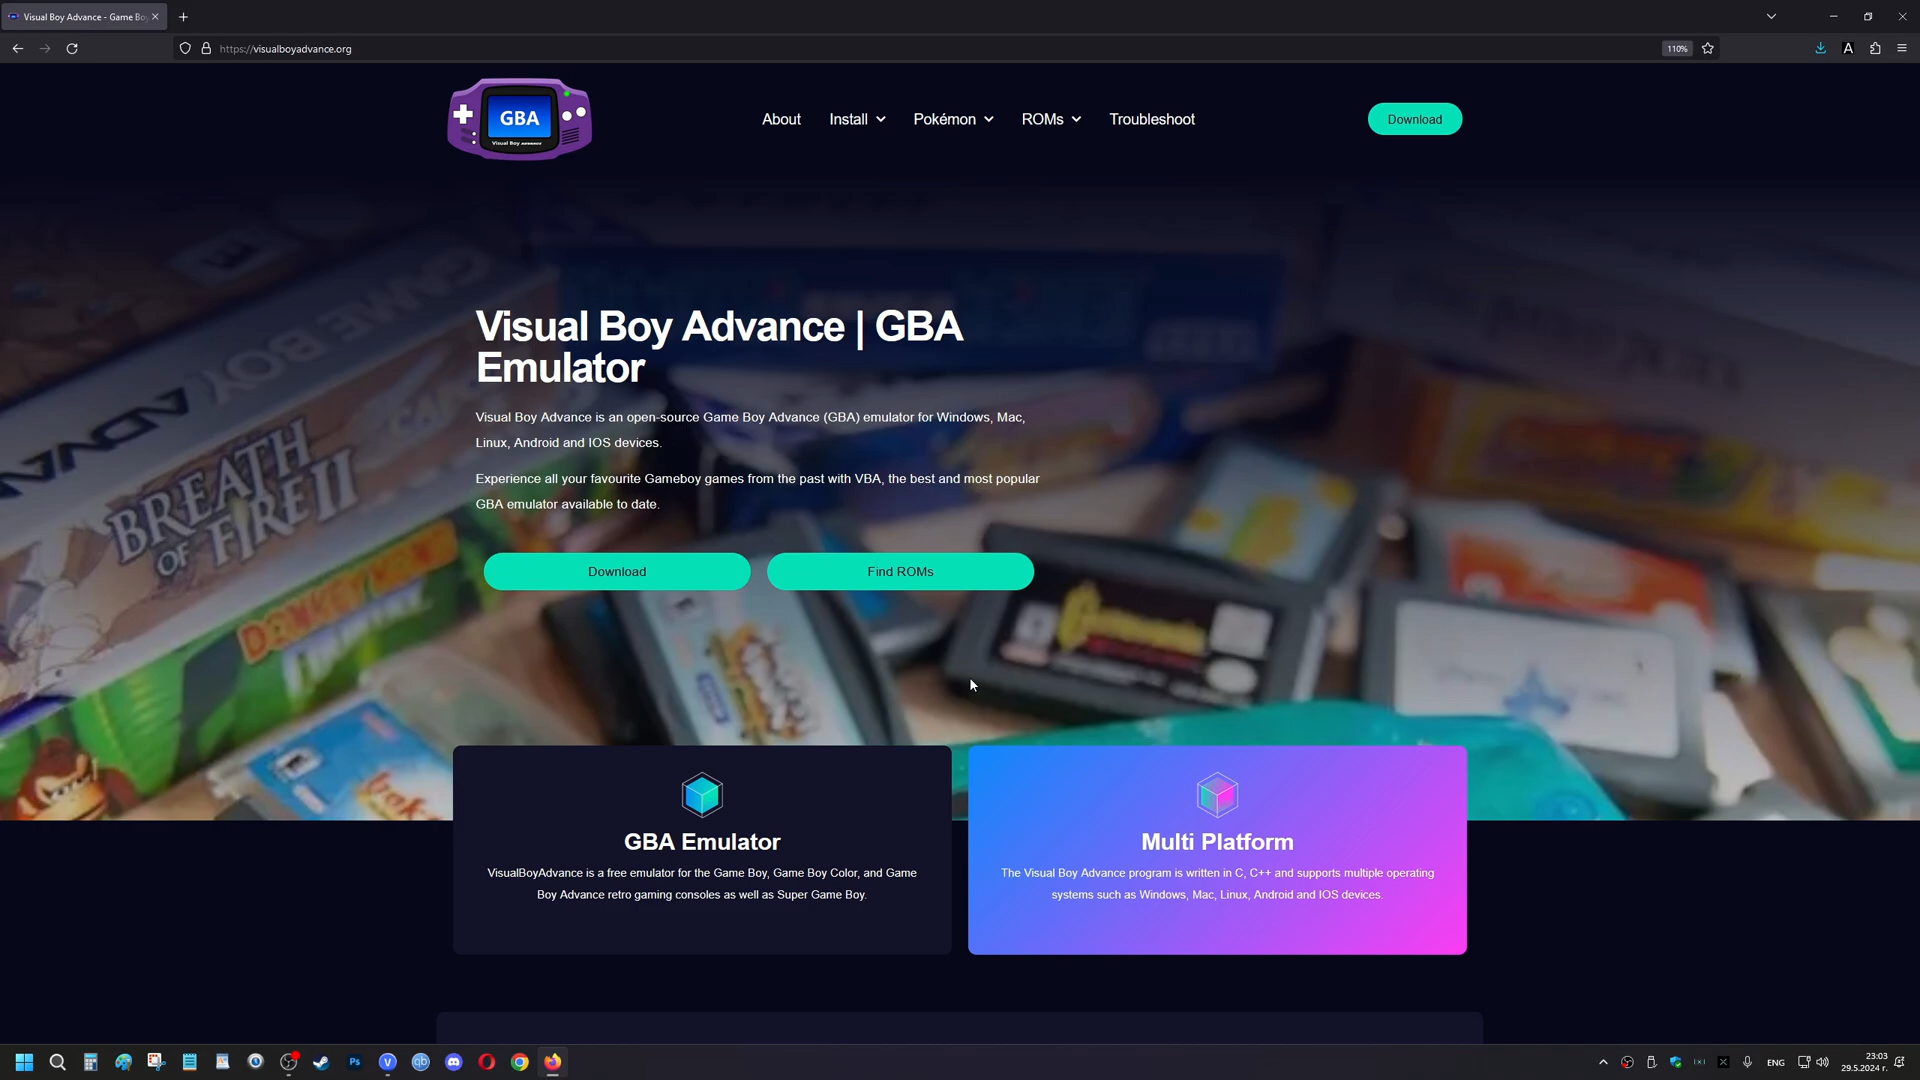 Visual Boy Advance - Game Bo
https://visualboyadvance.org
110%
A
GBA
Visual Boy ADVANCE
About
Install
Pokémon
ROMs
Troubleshoot
Download
Visual Boy Advance | GBA
Emulator
Visual Boy Advance is an open-source Game Boy Advance (GBA) emulator for Windows, Mac,
Linux, Android and IOS devices.
Experience all your favourite Gameboy games from the past with VBA, the best and most popular
GBA emulator available to date.
Download
Find ROMs
GAME BOY
BREATH
OF FIRE II
DONKEY KONG
GBA Emulator
VisualBoyAdvance is a free emulator for the Game Boy, Game Boy Color, and Game
Boy Advance retro gaming consoles as well as Super Game Boy.
Multi Platform
The Visual Boy Advance program is written in C, C++ and supports multiple operating
systems such as Windows, Mac, Linux, Android and IOS devices.
Ps
V
qb
ENG
23:03
29.5.2024 г.